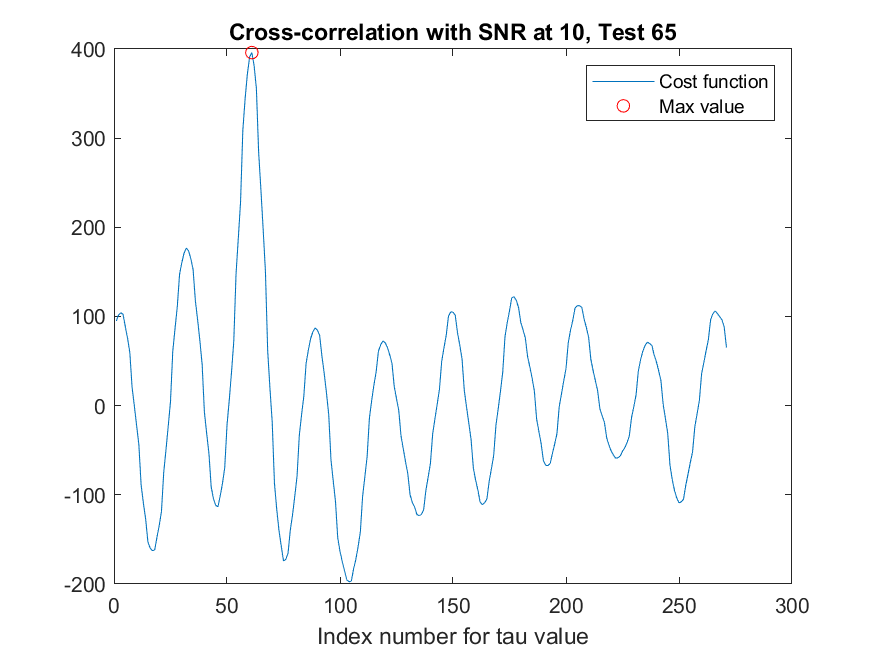 Cross-correlation with SNR at 10, Test 65
400
300
200
100
0
-100
-200
Cost function
Max value
0 50 100 150 200 250 300
Index number for tau value